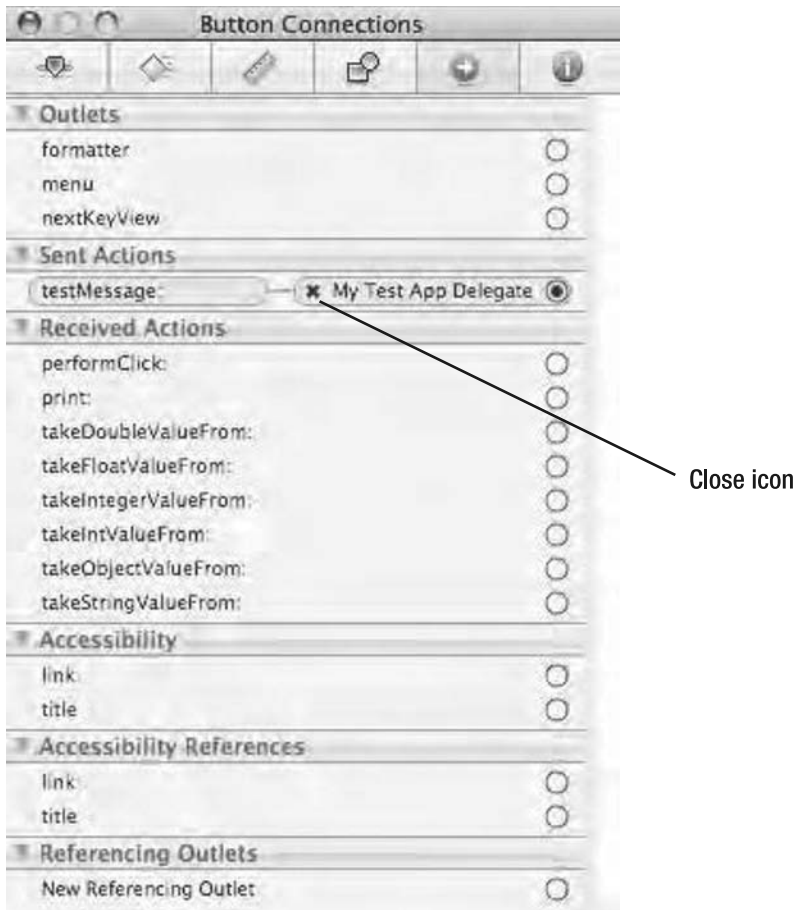 Button Connections
Outlets
formatter
menu
nextKeyView
Sent Actions
testMessage: My Test App Delegate
Received Actions
performClick:
print:
takeDoubleValueFrom:
takeFloatValueFrom:
takeIntegerValueFrom:
takeIntValueFrom:
takeObjectValueFrom:
takeStringValueFrom:
Close icon
Accessibility
link
title
Accessibility References
link
title
Referencing Outlets
New Referencing Outlet